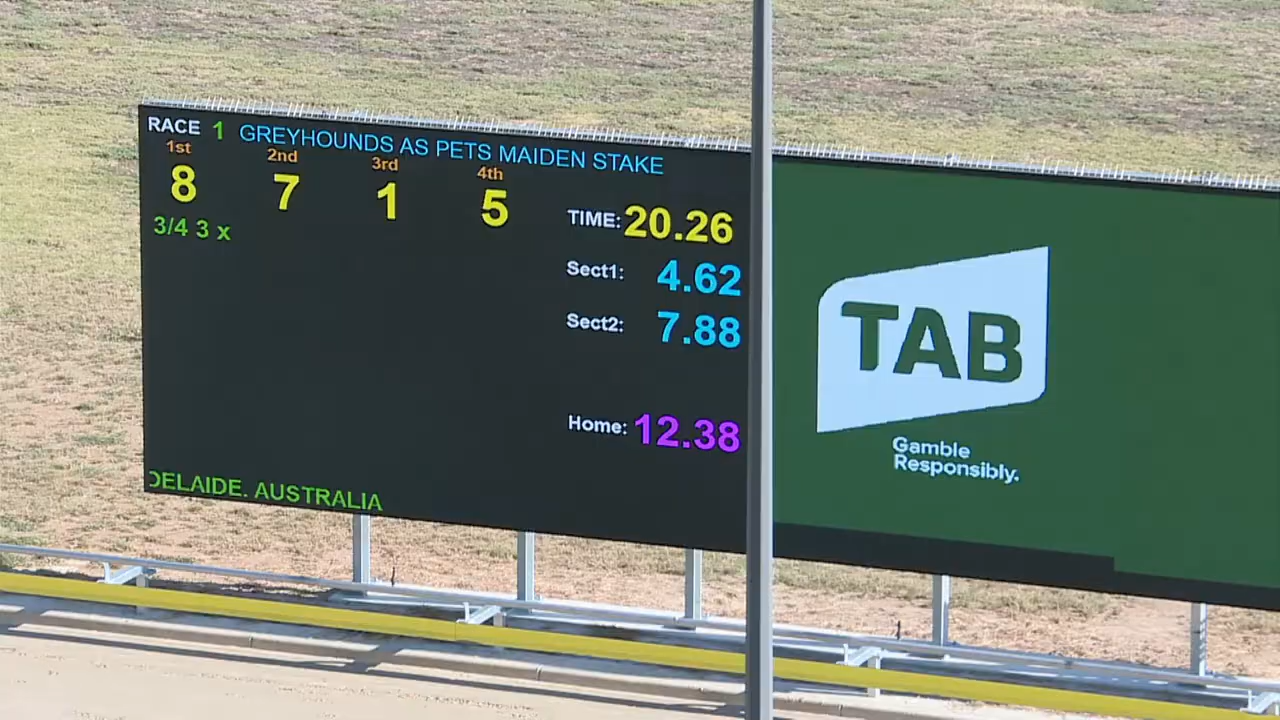 RACE 1 GREYHOUNDS AS PETS MAIDEN STAKE
1st 2nd 3rd 4th
8 7 1 5
3/4 3 x
TIME: 20.26
Sect1: 4.62
Sect2: 7.88
Home: 12.38
DELAIDE. AUSTRALIA
TAB
Gamble
Responsibly.